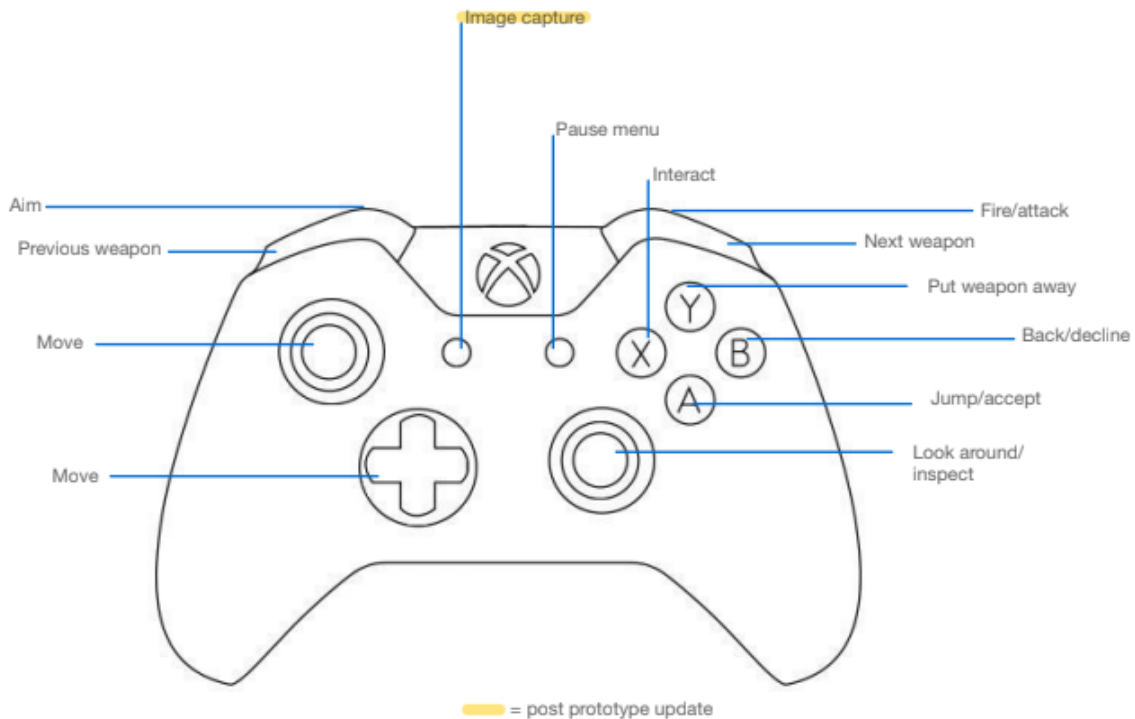 Image capture
Pause menu
Interact
Aim
Fire/attack
Previous weapon
Next weapon
Put weapon away
Y
Move
Back/decline
X
B
Jump/accept
A
Look around/
inspect
Move
= post prototype update